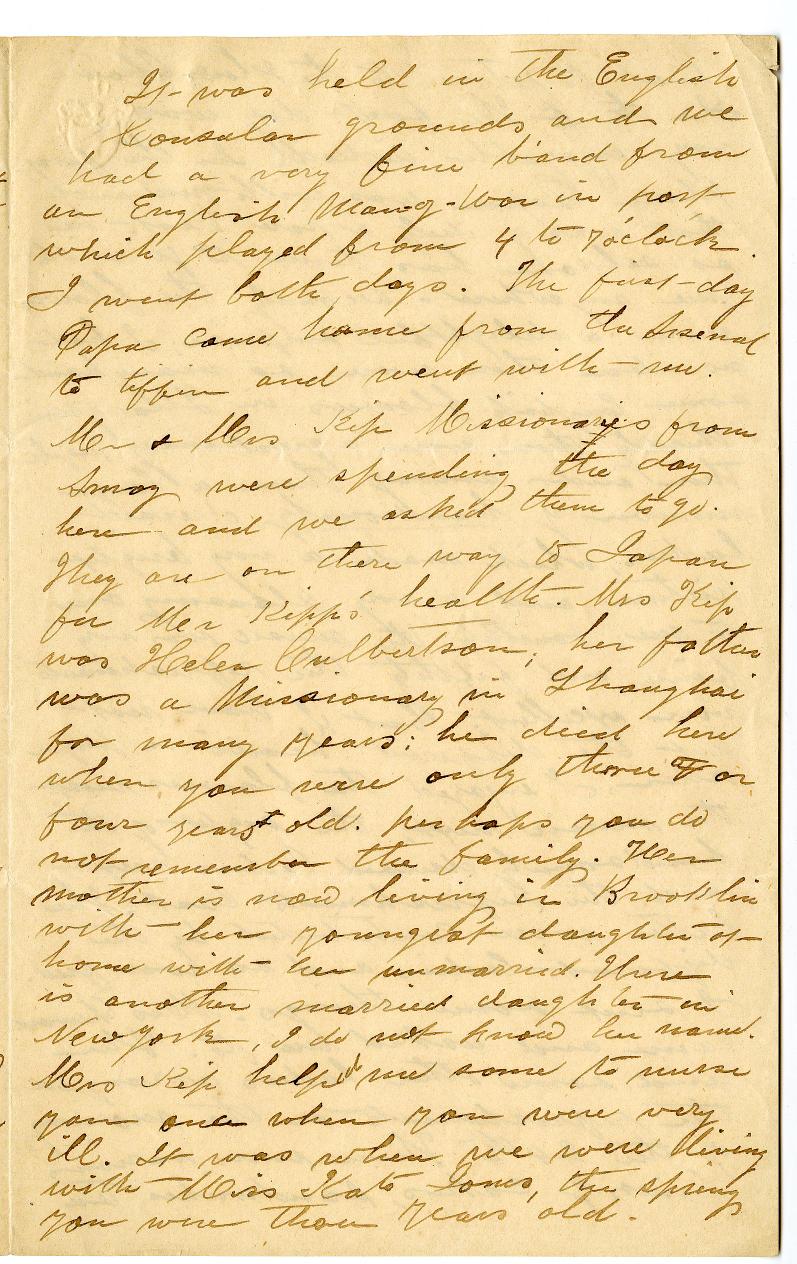 It was held in the English
Consular grounds and we
had a very fine band from
an English Man-of-War in port
which played from 4 to 7 o'clock.
I went both days. The first day
Papa came home from the Arsenal
to tiffin and went with me.
Mr & Mrs Kip Missionaries from
Amoy were spending the day
here and we asked them to go.
They are on there way to Japan
for Mr Kipp's health. Mrs Kip
was Helen Culbertson; her father
was a Missionary in Shanghai
for many years; he died here
when you were only three or
four years old. perhaps you do
not remember the family. Her
mother is now living in Brooklin
with her youngest daughter at
home with her unmarried. There
is another married daughter in
New York, I do not know her name.
Mrs Kip helped me some to nurse
you once when you were very
ill. It was when we were living
with Miss Kate Jones, the spring
you were three years old.